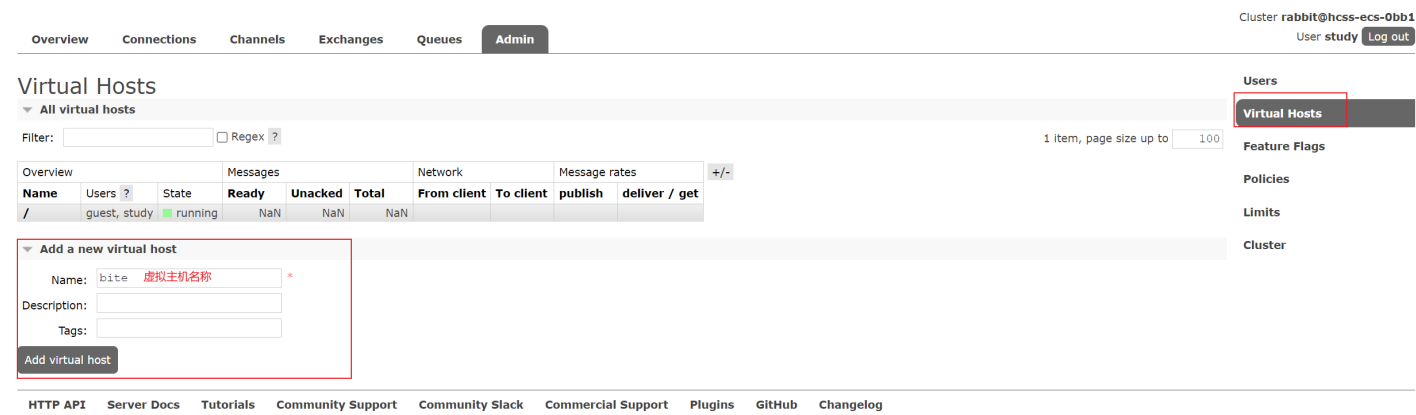 Cluster rabbit@hcss-ecs-0bb1
User study Log out
Overview Connections Channels Exchanges Queues Admin
Virtual Hosts
All virtual hosts
Filter: Regex ? 1 item, page size up to 100
Overview Messages Network Message rates +/-
Name Users ? State Ready Unacked Total From client To client publish deliver / get
/ guest, study running NaN NaN NaN
Add a new virtual host
Name: bite 虚拟主机名称 *
Description:
Tags:
Add virtual host
Users
Virtual Hosts
Feature Flags
Policies
Limits
Cluster
HTTP API Server Docs Tutorials Community Support Community Slack Commercial Support Plugins GitHub Changelog